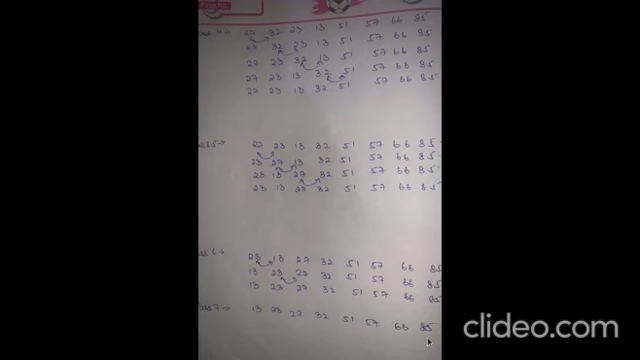 27 32 23 13 51 57 66 85
27 32 23 13 51 57 66 85
27 23 32 13 51 57 66 85
27 23 13 32 51 57 66 85
27 23 13 32 51 57 66 85
27 23 13 32 51 57 66 85
23 27 13 32 51 57 66 85
23 13 27 32 51 57 66 85
23 13 27 32 51 57 66 85
23 13 27 32 51 57 66 85
13 23 27 32 51 57 66 85
13 23 27 32 51 57 66 85
13 23 27 32 51 57 66 85
clideo.com